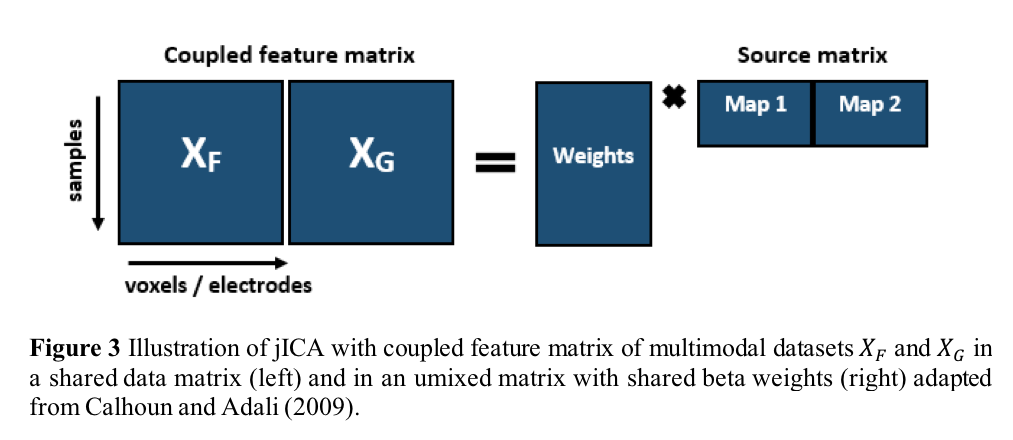 Coupled feature matrix
Source matrix
samples
X_F
X_G
=
Weights
✖
Map 1
Map 2
voxels / electrodes
Figure 3 Illustration of jICA with coupled feature matrix of multimodal datasets X_F and X_G in
a shared data matrix (left) and in an umixed matrix with shared beta weights (right) adapted
from Calhoun and Adali (2009).